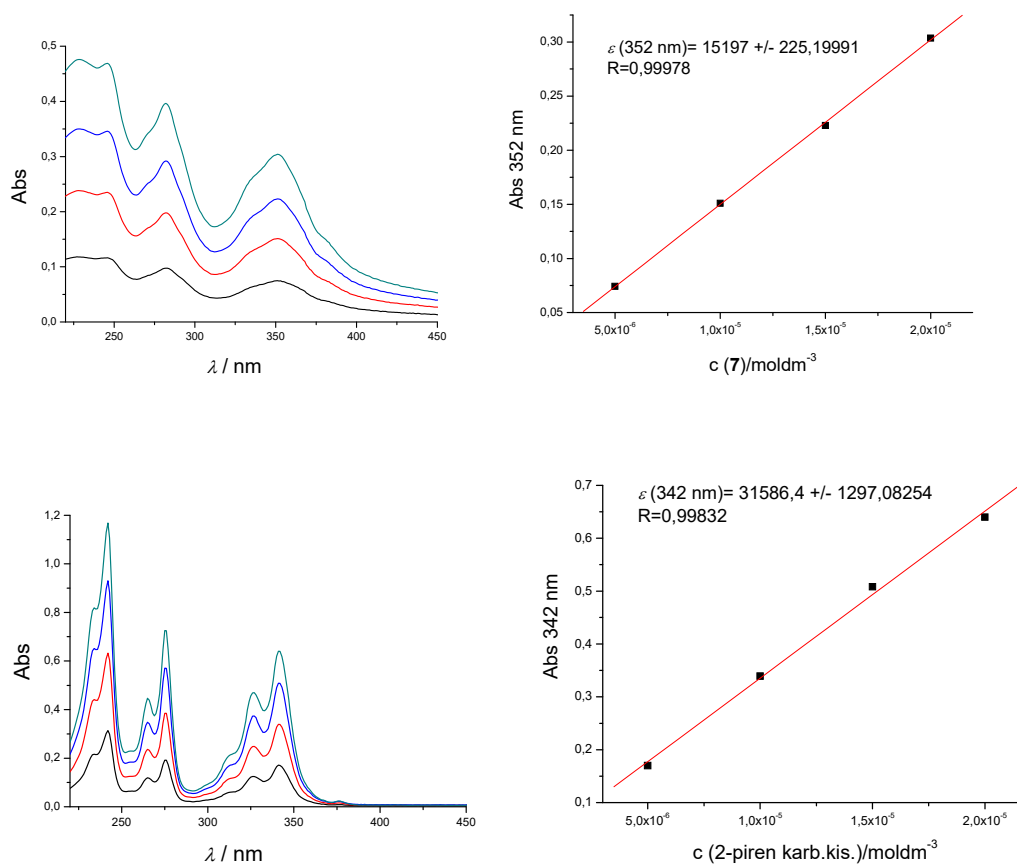 0,5
0,4
0,3
0,2
0,1
0,0
Abs
250
300
350
400
450
λ / nm
0,30
0,25
0,20
0,15
0,10
0,05
Abs 352 nm
ε (352 nm)= 15197 +/- 225,19991
R=0,99978
5,0x10⁻⁶
1,0x10⁻⁵
1,5x10⁻⁵
2,0x10⁻⁵
c (7)/moldm⁻³
1,2
1,0
0,8
0,6
0,4
0,2
0,0
Abs
250
300
350
400
450
λ / nm
0,7
0,6
0,5
0,4
0,3
0,2
0,1
Abs 342 nm
ε (342 nm)= 31586,4 +/- 1297,08254
R=0,99832
5,0x10⁻⁶
1,0x10⁻⁵
1,5x10⁻⁵
2,0x10⁻⁵
c (2-piren karb.kis.)/moldm⁻³